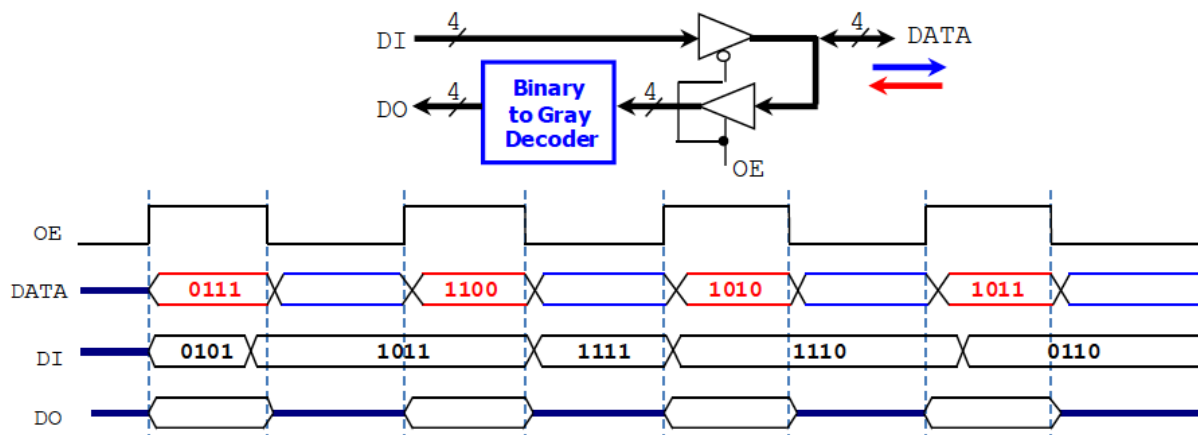 DI 4 4 DATA
DO 4 Binary to Gray Decoder 4
OE
OE
DATA 0111 1100 1010 1011
DI 0101 1011 1111 1110 0110
DO